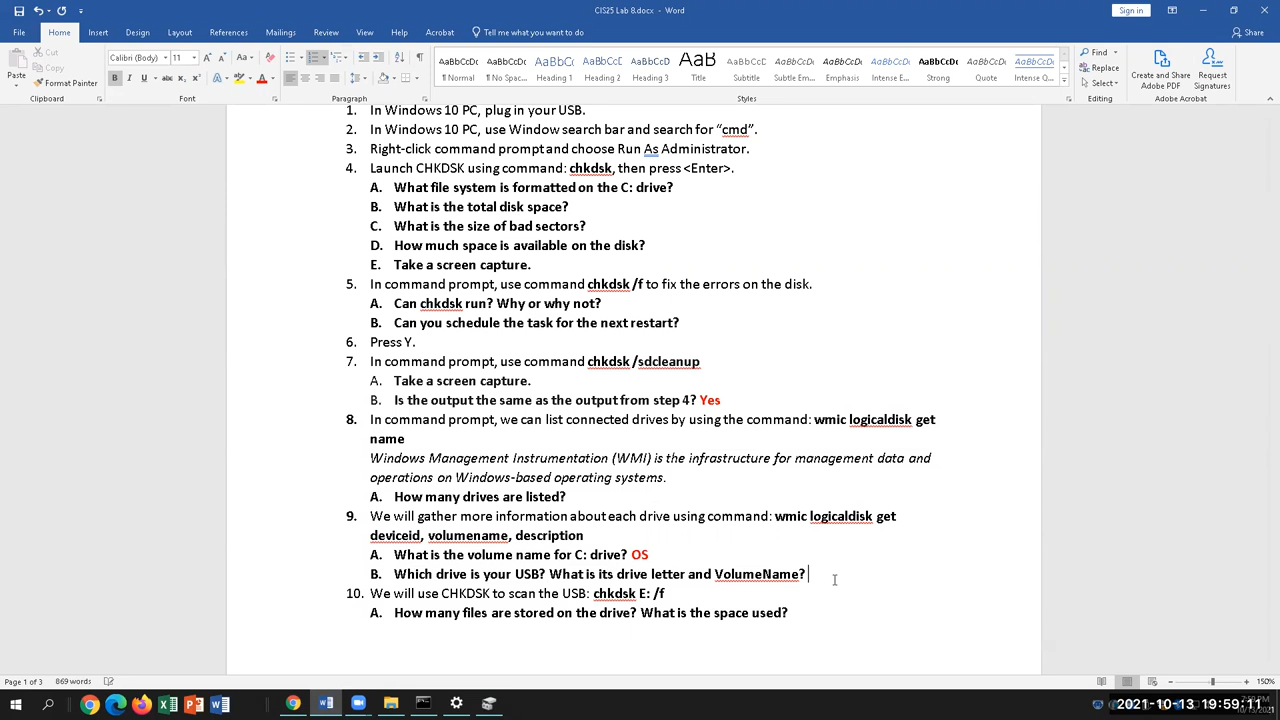 CIS25 Lab 8.docx - Word
Sign in
File Home Insert Design Layout References Mailings Review View Help Acrobat Tell me what you want to do Share
Paste Cut Copy Format Painter
Calibri (Body) 11
AaBbCcDc AaBbCcDc AaBbC( AaBbCc AaBbCcD AaB AaBbCcD AaBbCcDt AaBbCcDt AaBbCcDt AaBbCcDc AaBbCcDc AaBbCcDt
¶ Normal ¶ No Spac... Heading 1 Heading 2 Heading 3 Title Subtitle Subtle Em... Emphasis Intense E... Strong Quote Intense Q...
Find Replace Select
Create and Share Adobe PDF Request Signatures
Clipboard Font Paragraph Styles Editing Adobe Acrobat
1. In Windows 10 PC, plug in your USB.
2. In Windows 10 PC, use Window search bar and search for “cmd”.
3. Right-click command prompt and choose Run As Administrator.
4. Launch CHKDSK using command: chkdsk, then press <Enter>.
A. What file system is formatted on the C: drive?
B. What is the total disk space?
C. What is the size of bad sectors?
D. How much space is available on the disk?
E. Take a screen capture.
5. In command prompt, use command chkdsk /f to fix the errors on the disk.
A. Can chkdsk run? Why or why not?
B. Can you schedule the task for the next restart?
6. Press Y.
7. In command prompt, use command chkdsk /sdcleanup
A. Take a screen capture.
B. Is the output the same as the output from step 4? Yes
8. In command prompt, we can list connected drives by using the command: wmic logicaldisk get
name
Windows Management Instrumentation (WMI) is the infrastructure for management data and
operations on Windows-based operating systems.
A. How many drives are listed?
9. We will gather more information about each drive using command: wmic logicaldisk get
deviceid, volumename, description
A. What is the volume name for C: drive? OS
B. Which drive is your USB? What is its drive letter and VolumeName?
10. We will use CHKDSK to scan the USB: chkdsk E: /f
A. How many files are stored on the drive? What is the space used?
Page 1 of 3 869 words 150%
2021-10-13 19:59:11